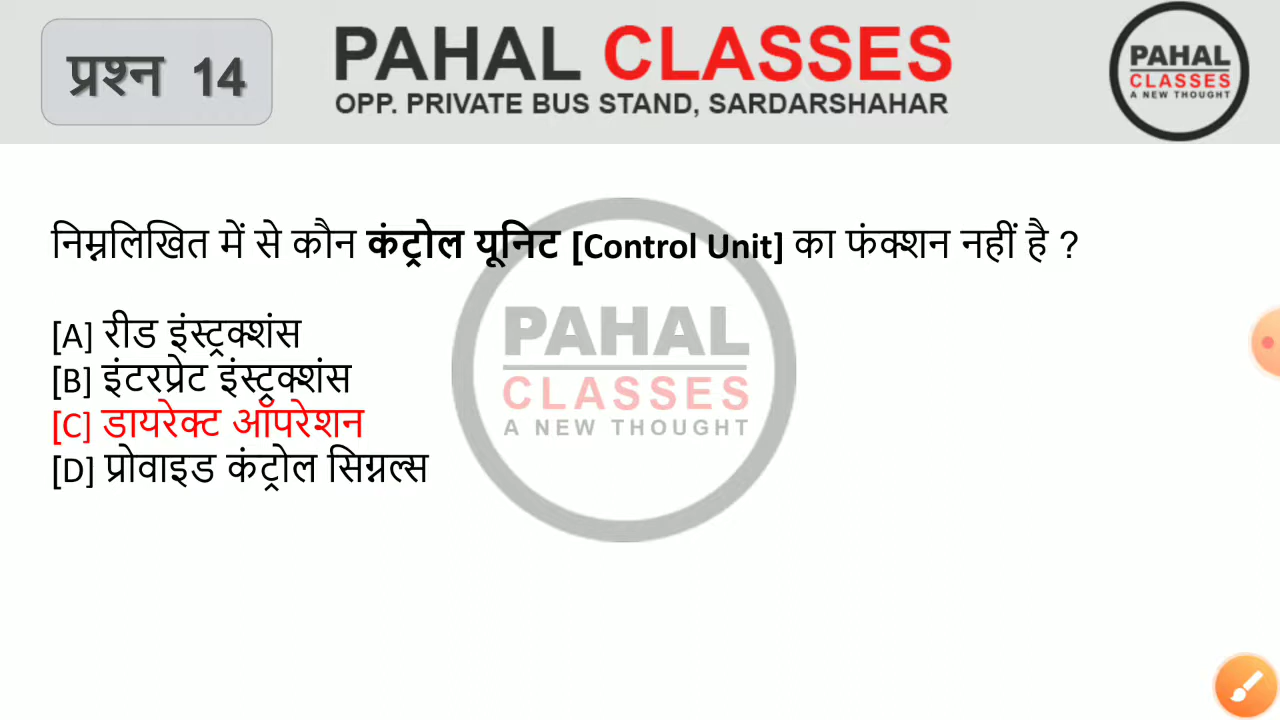 प्रश्न 14
PAHAL CLASSES
OPP. PRIVATE BUS STAND, SARDARSHAHAR
PAHAL
CLASSES
A NEW THOUGHT
निम्नलिखित में से कौन कंट्रोल यूनिट [Control Unit] का फंक्शन नहीं है ?
[A] रीड इंस्ट्रक्शंस
[B] इंटरप्रेट इंस्ट्रक्शंस
[C] डायरेक्ट ऑपरेशन
[D] प्रोवाइड कंट्रोल सिग्नल्स
PAHAL
CLASSES
A NEW THOUGHT